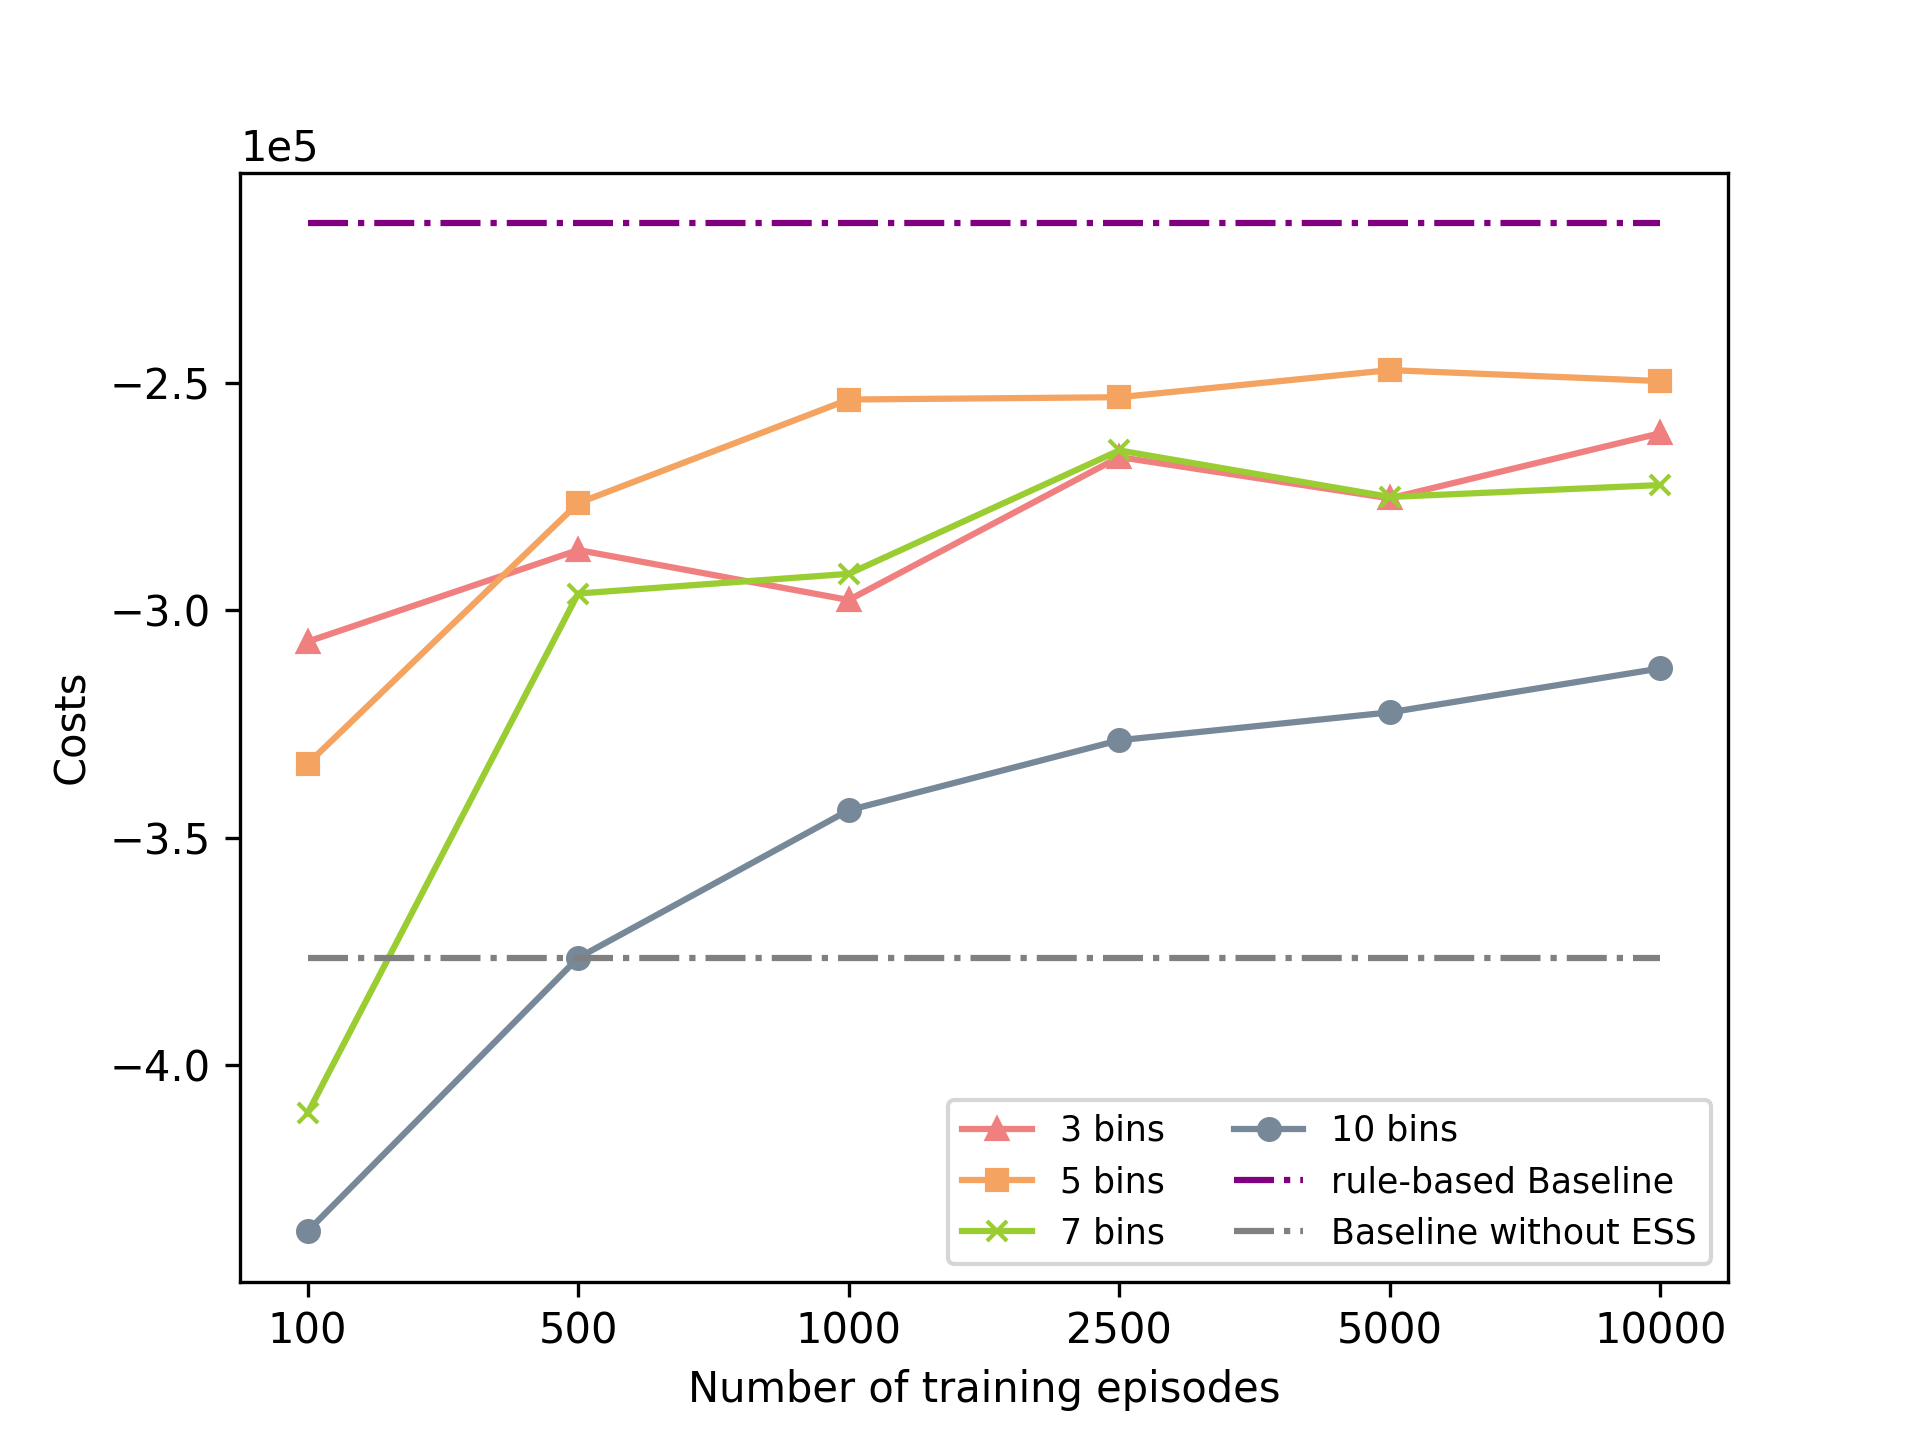 1e5
−2.5
−3.0
−3.5
−4.0
Costs
3 bins
5 bins
7 bins
10 bins
rule-based Baseline
Baseline without ESS
100 500 1000 2500 5000 10000
Number of training episodes